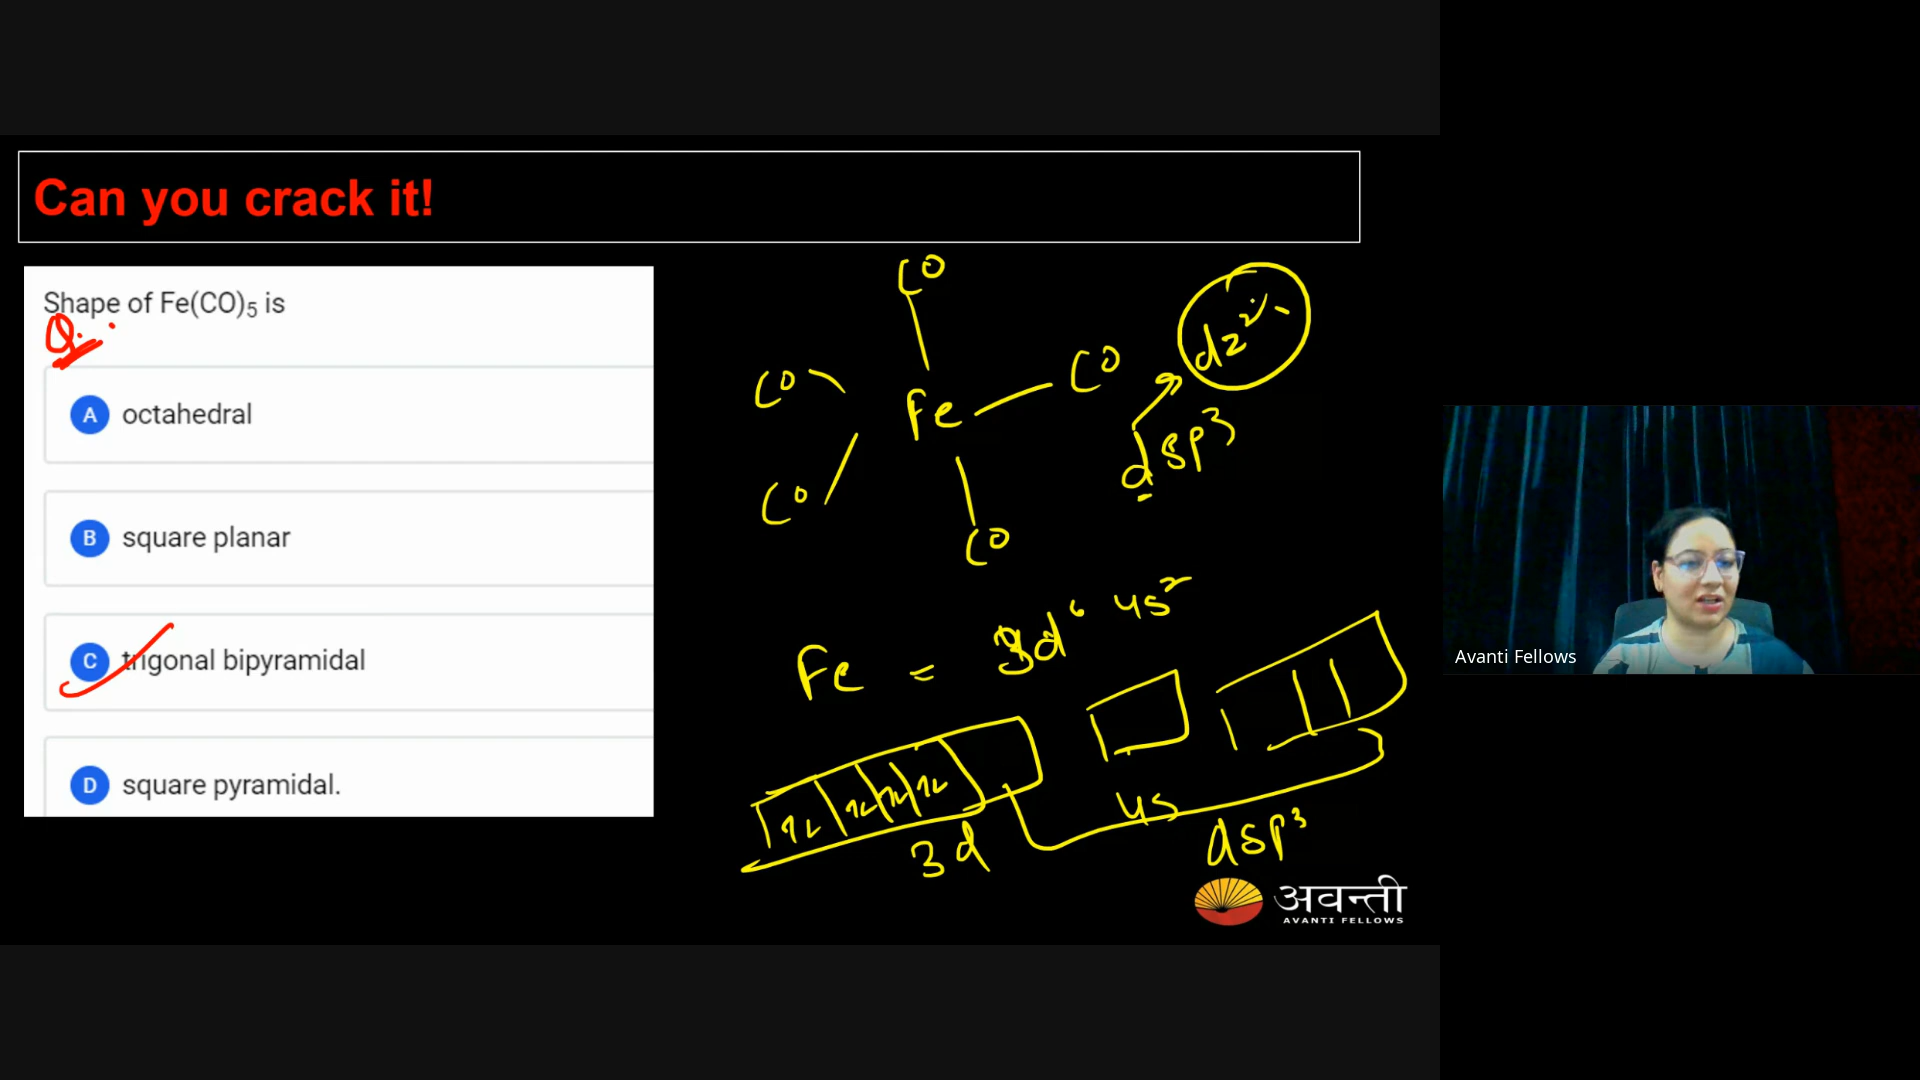 Can you crack it!
Shape of Fe(CO)₅ is
Q.
A octahedral
B square planar
C trigonal bipyramidal
D square pyramidal.
CO
CO
Fe
CO
CO
CO
dz²
dsp³
Fe = 3d⁶ 4s²
3d
4s
dsp³
अवन्ती
AVANTI FELLOWS
Avanti Fellows